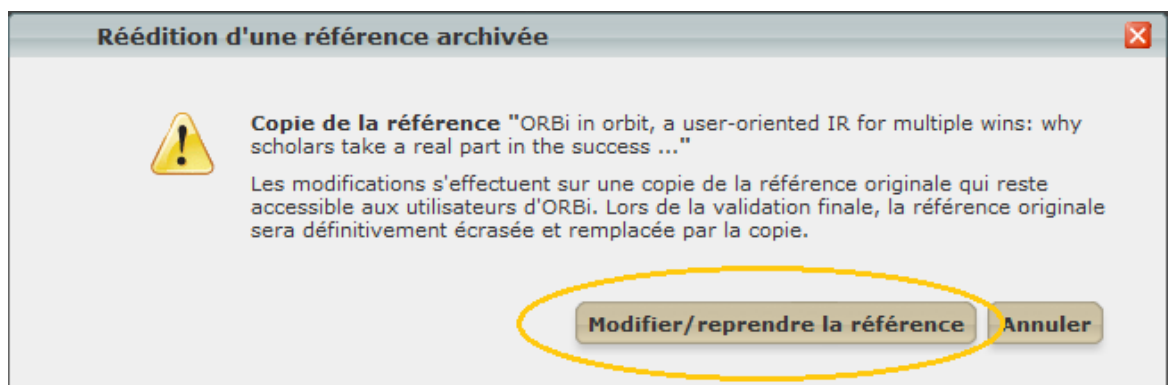 Réédition d'une référence archivée
Copie de la référence "ORBi in orbit, a user-oriented IR for multiple wins: why
scholars take a real part in the success ..."
Les modifications s'effectuent sur une copie de la référence originale qui reste
accessible aux utilisateurs d'ORBi. Lors de la validation finale, la référence originale
sera définitivement écrasée et remplacée par la copie.
Modifier/reprendre la référence Annuler